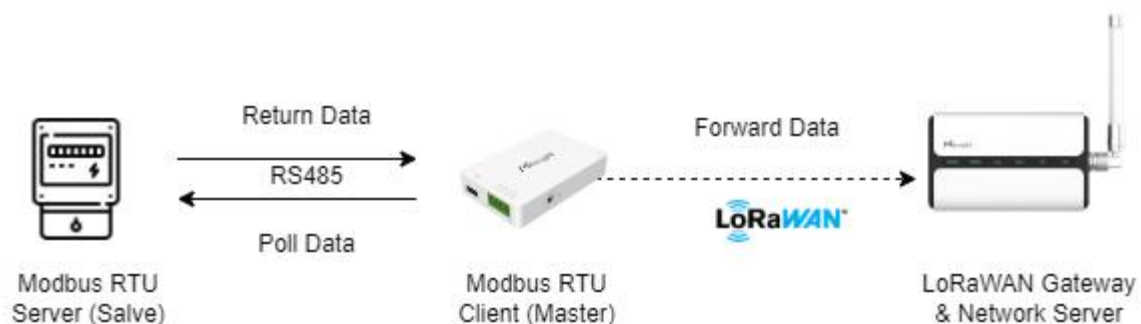 Return Data
RS485
Poll Data
Forward Data
LoRaWAN
Modbus RTU
Server (Salve)
Modbus RTU
Client (Master)
LoRaWAN Gateway
& Network Server
Milesight